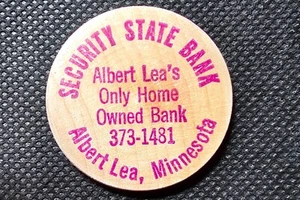 SECURITY STATE BANK
Albert Lea's
Only Home
Owned Bank
373-1481
Albert Lea, Minnesota